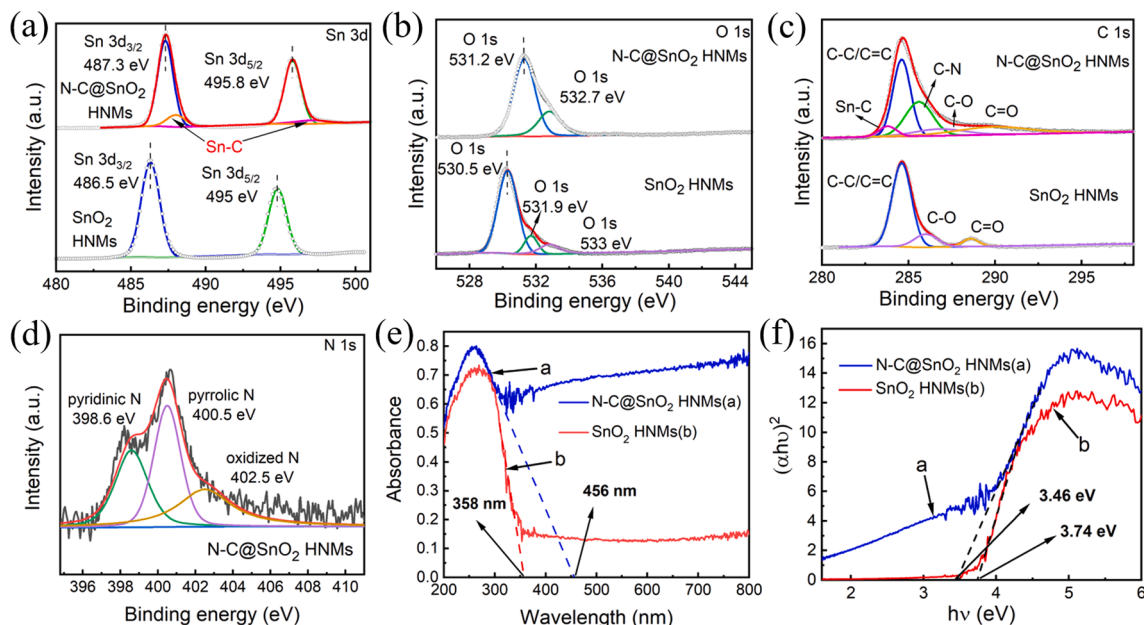 (a)
Sn 3d
Sn 3d3/2
487.3 eV
N-C@SnO2
HNMs
Sn 3d5/2
495.8 eV
Sn-C
Sn 3d3/2
486.5 eV
SnO2
HNMs
Sn 3d5/2
495 eV
Intensity (a.u.)
480 485 490 495 500
Binding energy (eV)
(b)
O 1s
O 1s
531.2 eV
N-C@SnO2 HNMs
O 1s
532.7 eV
O 1s
530.5 eV
SnO2 HNMs
O 1s
531.9 eV
O 1s
533 eV
Intensity (a.u.)
528 532 536 540 544
Binding energy (eV)
(c)
C 1s
C-C/C=C
N-C@SnO2 HNMs
C-N
Sn-C
C-O
C=O
C-C/C=C
SnO2 HNMs
C-O
C=O
Intensity (a.u.)
280 285 290 295
Binding energy (eV)
(d)
N 1s
pyridinic N
398.6 eV
pyrrolic N
400.5 eV
oxidized N
402.5 eV
N-C@SnO2 HNMs
Intensity (a.u.)
396 398 400 402 404 406 408 410
Binding energy (eV)
(e)
0.8
0.7
0.6
0.5
0.4
0.3
0.2
0.1
0.0
a
N-C@SnO2 HNMs(a)
SnO2 HNMs(b)
b
358 nm
456 nm
Absorbance
200 300 400 500 600 700 800
Wavelength (nm)
(f)
16
14
12
10
8
6
4
2
0
N-C@SnO2 HNMs(a)
SnO2 HNMs(b)
a
b
3.46 eV
3.74 eV
(αhυ)2
2 3 4 5 6
hν (eV)